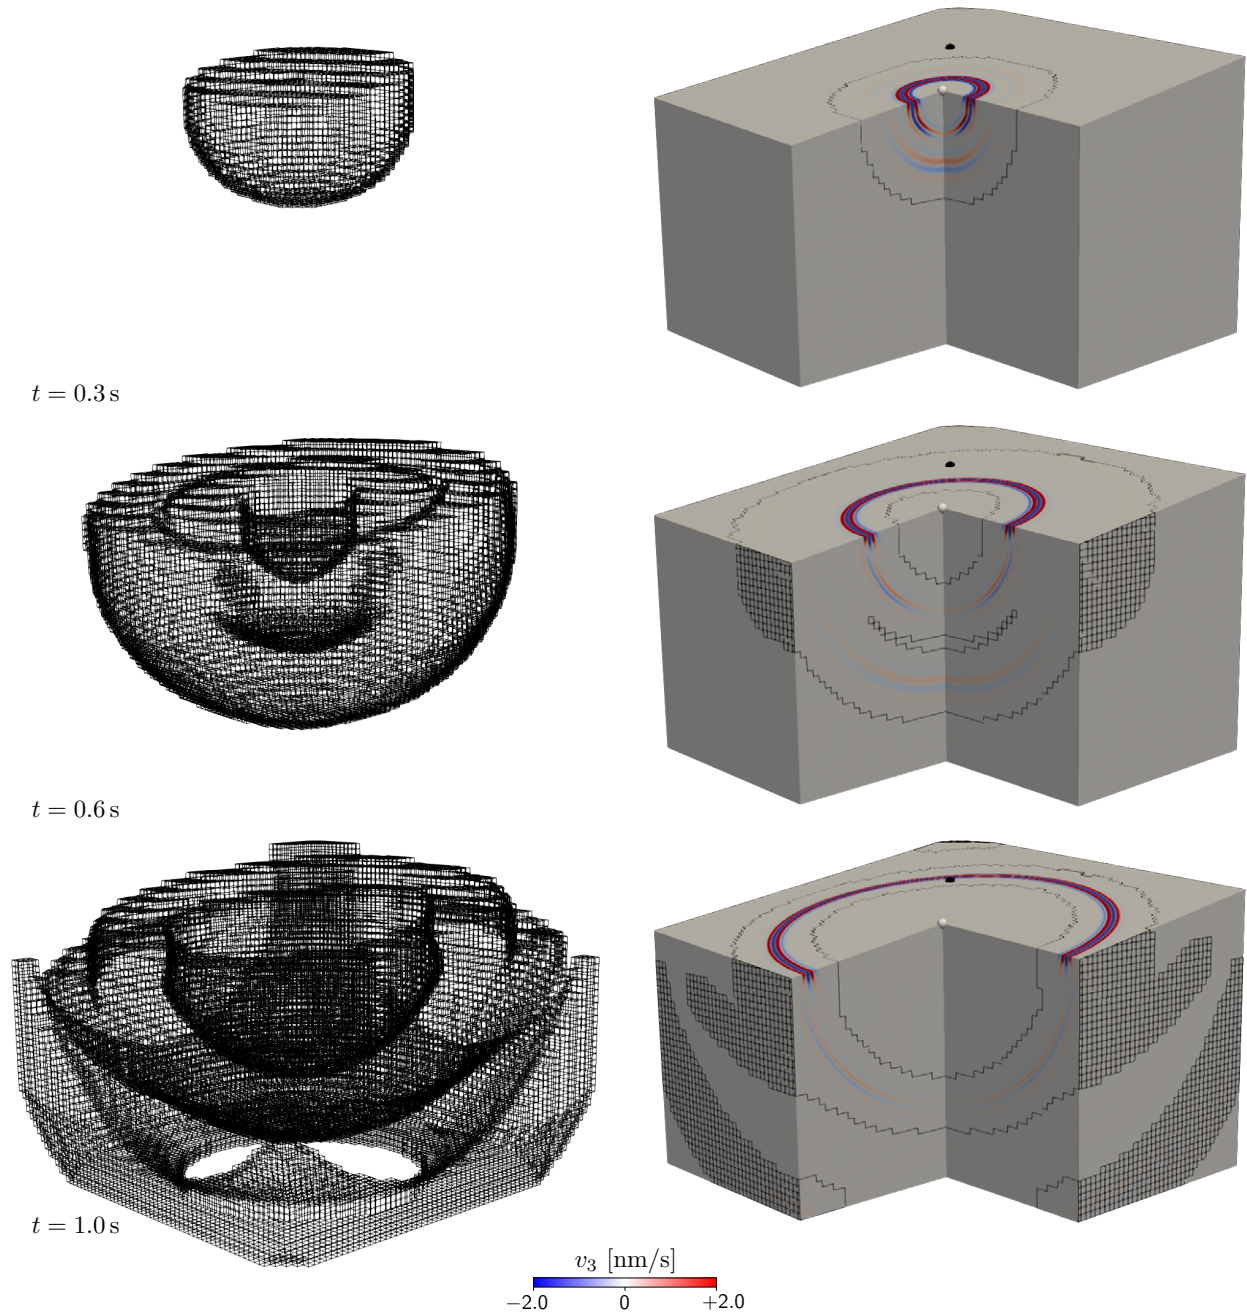 t = 0.3 s
t = 0.6 s
t = 1.0 s
v₃ [nm/s]
−2.0 0 +2.0